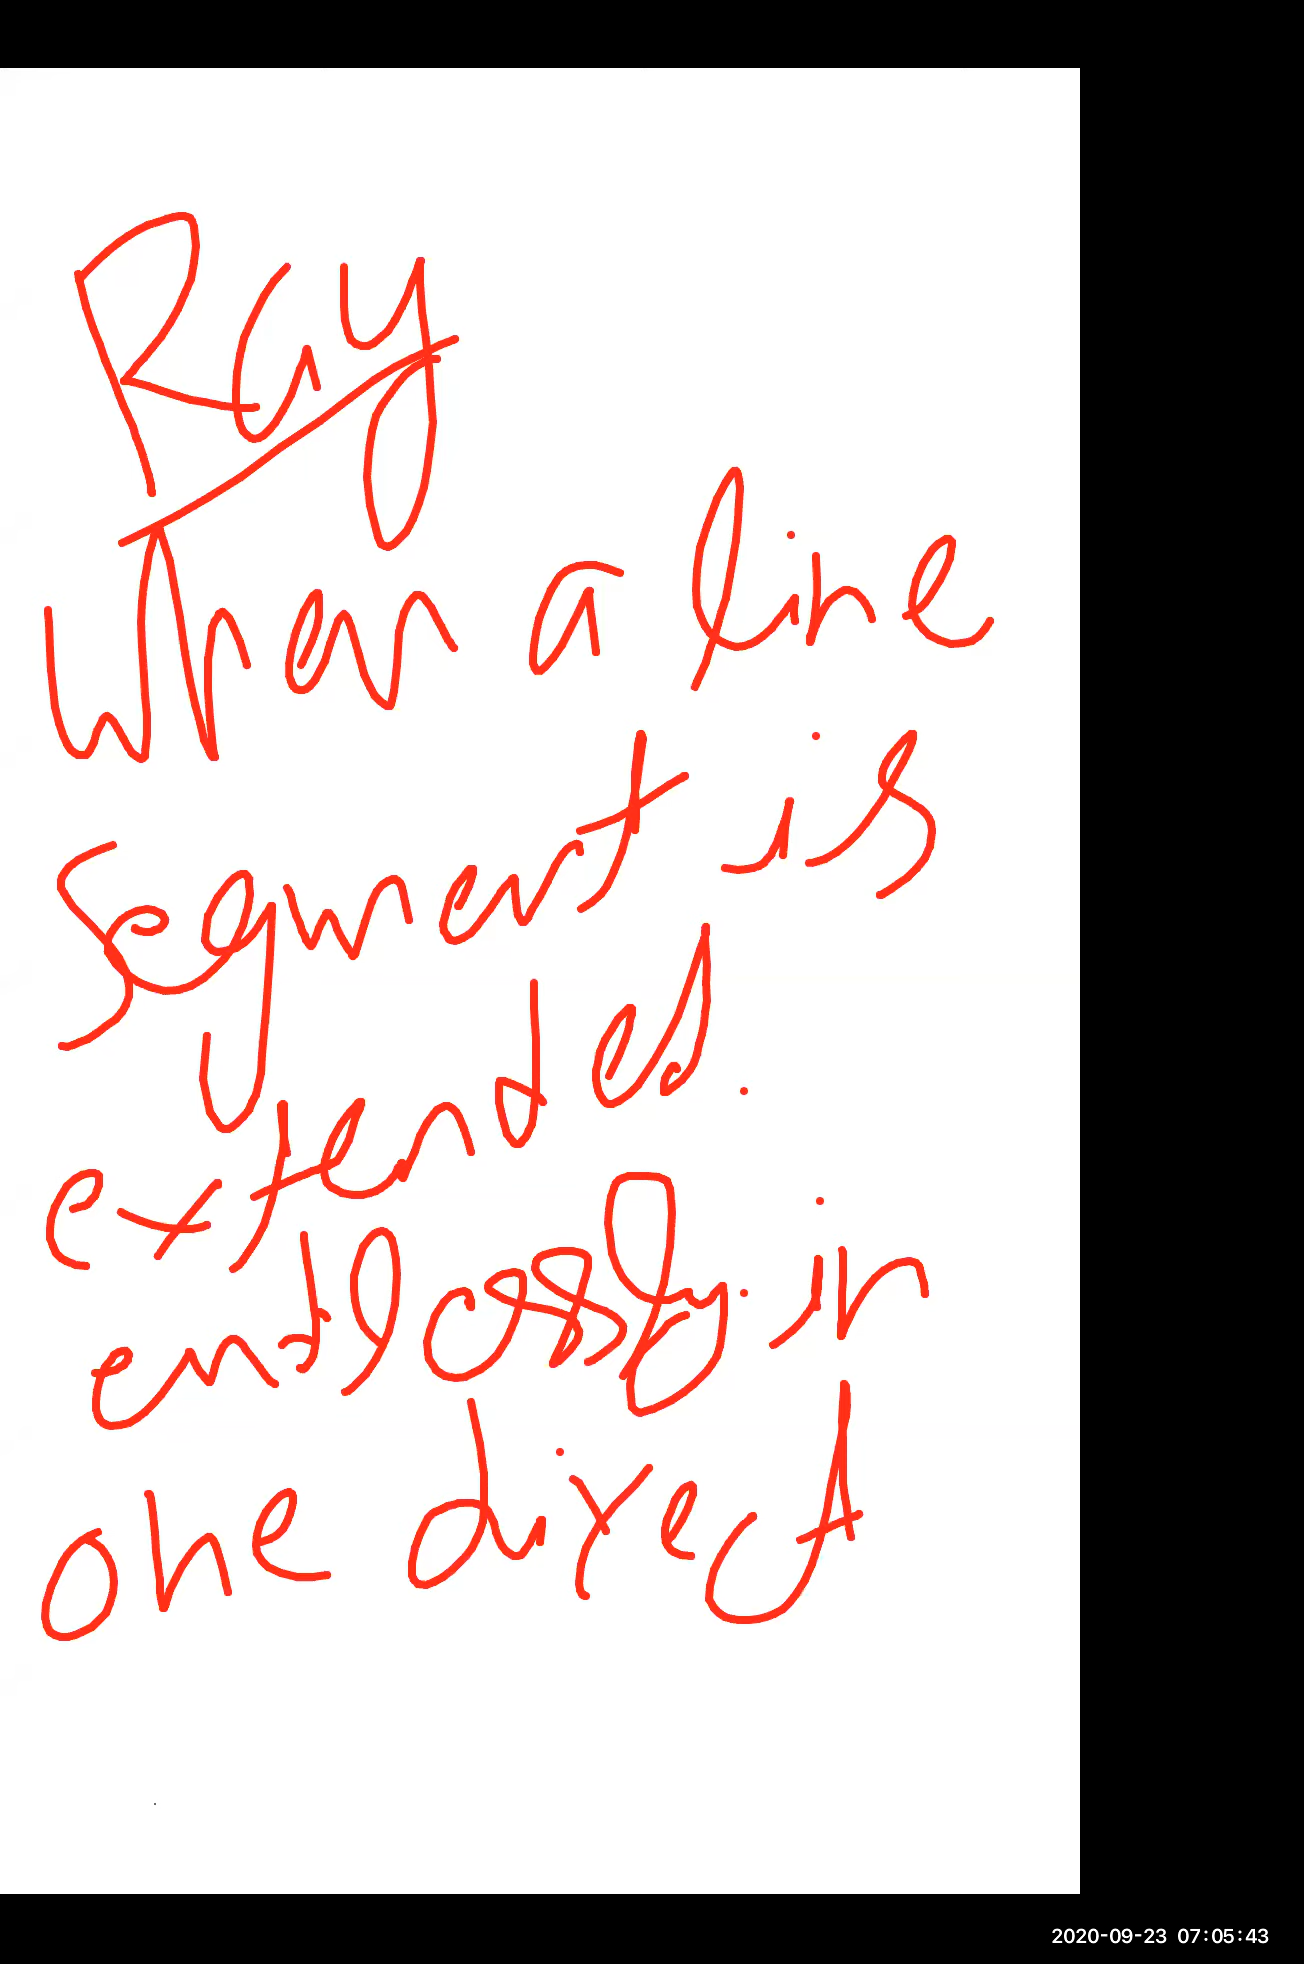 Ray
When a line
segment is
extended.
endlessly. in
one direct
2020-09-23 07:05:43